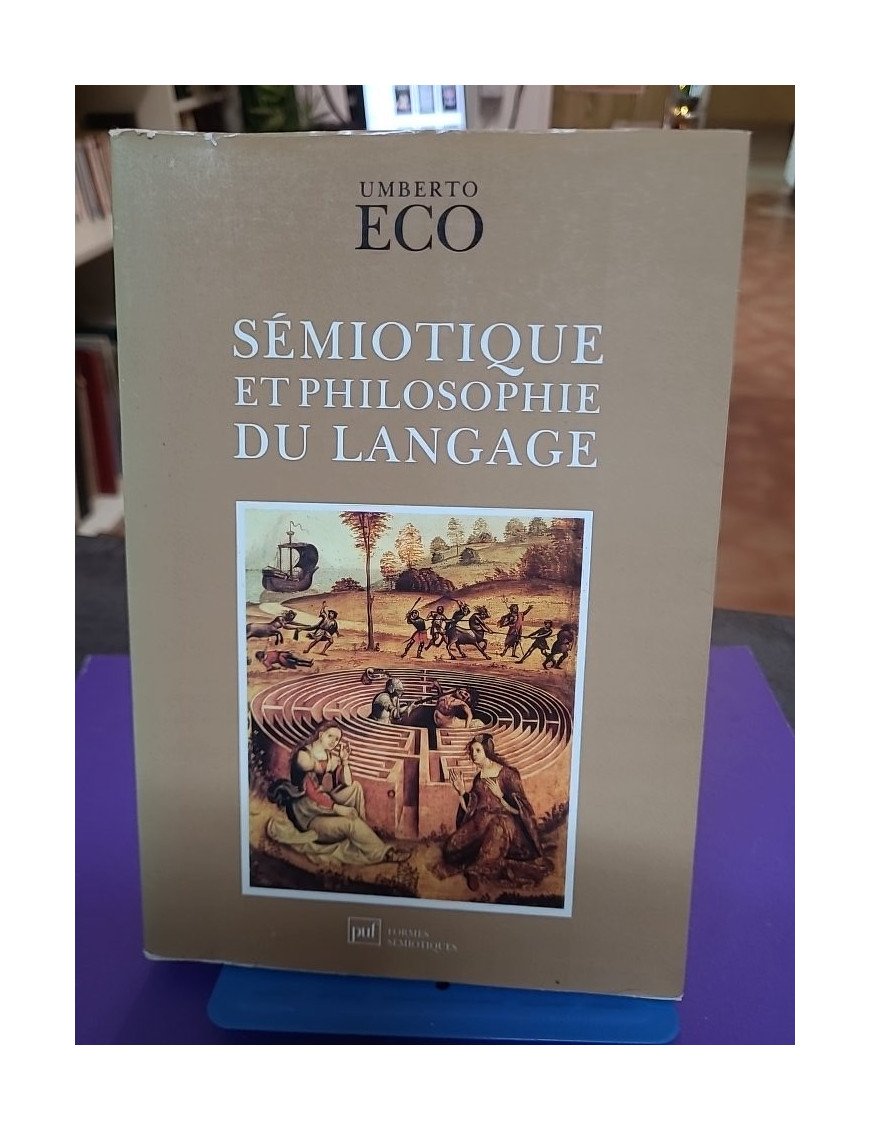 UMBERTO
ECO
SÉMIOTIQUE
ET PHILOSOPHIE
DU LANGAGE
puf
FORMES
SÉMIOTIQUES